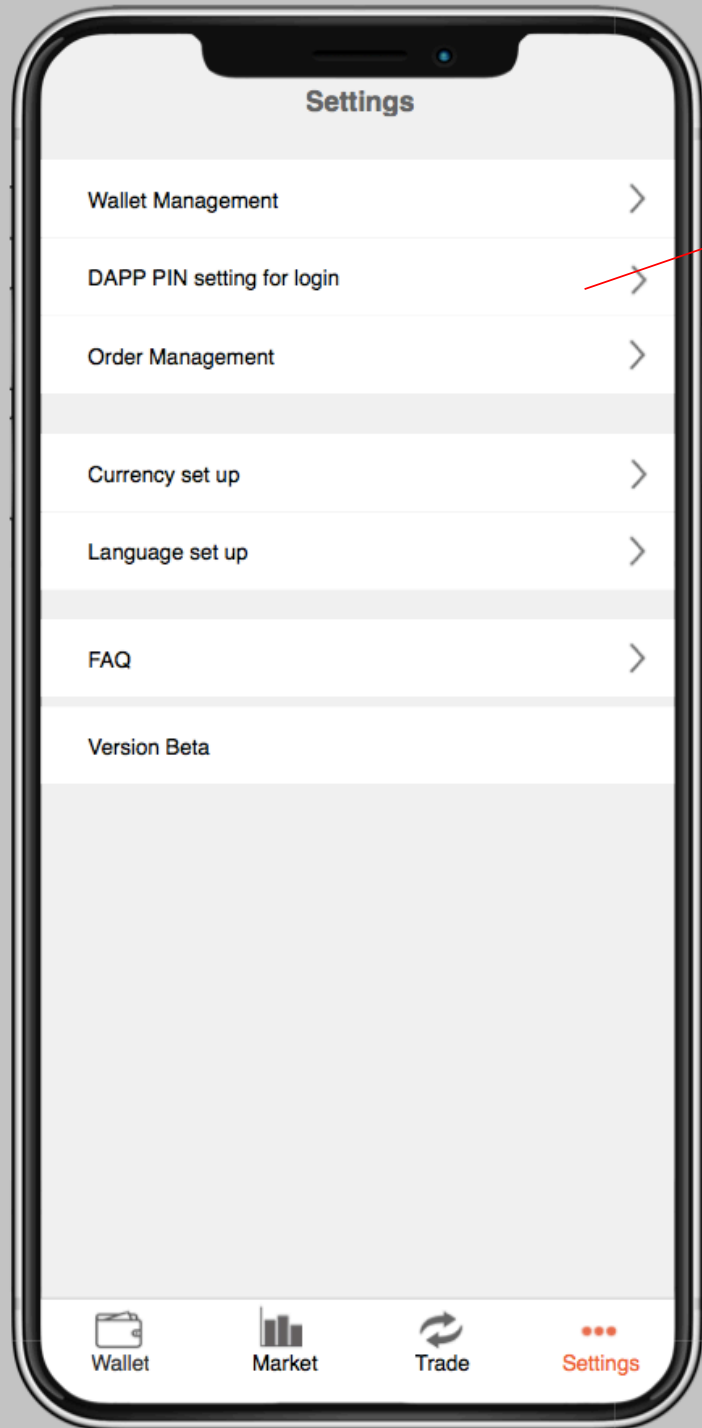 Settings
Wallet Management
DAPP PIN setting for login
Order Management
Currency set up
Language set up
FAQ
Version Beta
Wallet
Market
Trade
Settings